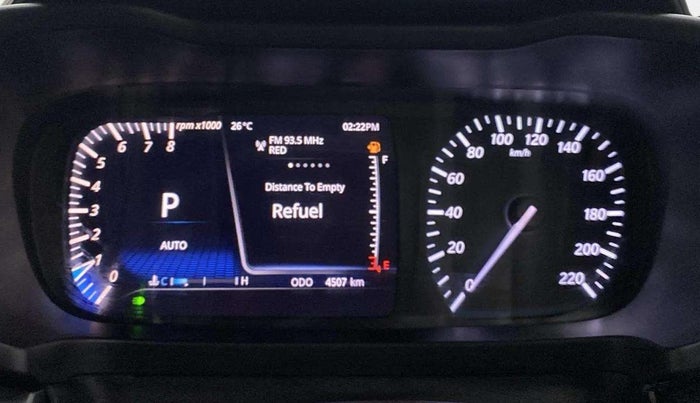 rpm x1000 26°C 02:22PM
FM 93.5 MHz
RED
F
Distance To Empty
Refuel
E
P
AUTO
0 1 2 3 4 5 6 7 8
C H ODO 4507 km
0 20 40 60 80 100 120 140 160 180 200 220
km/h